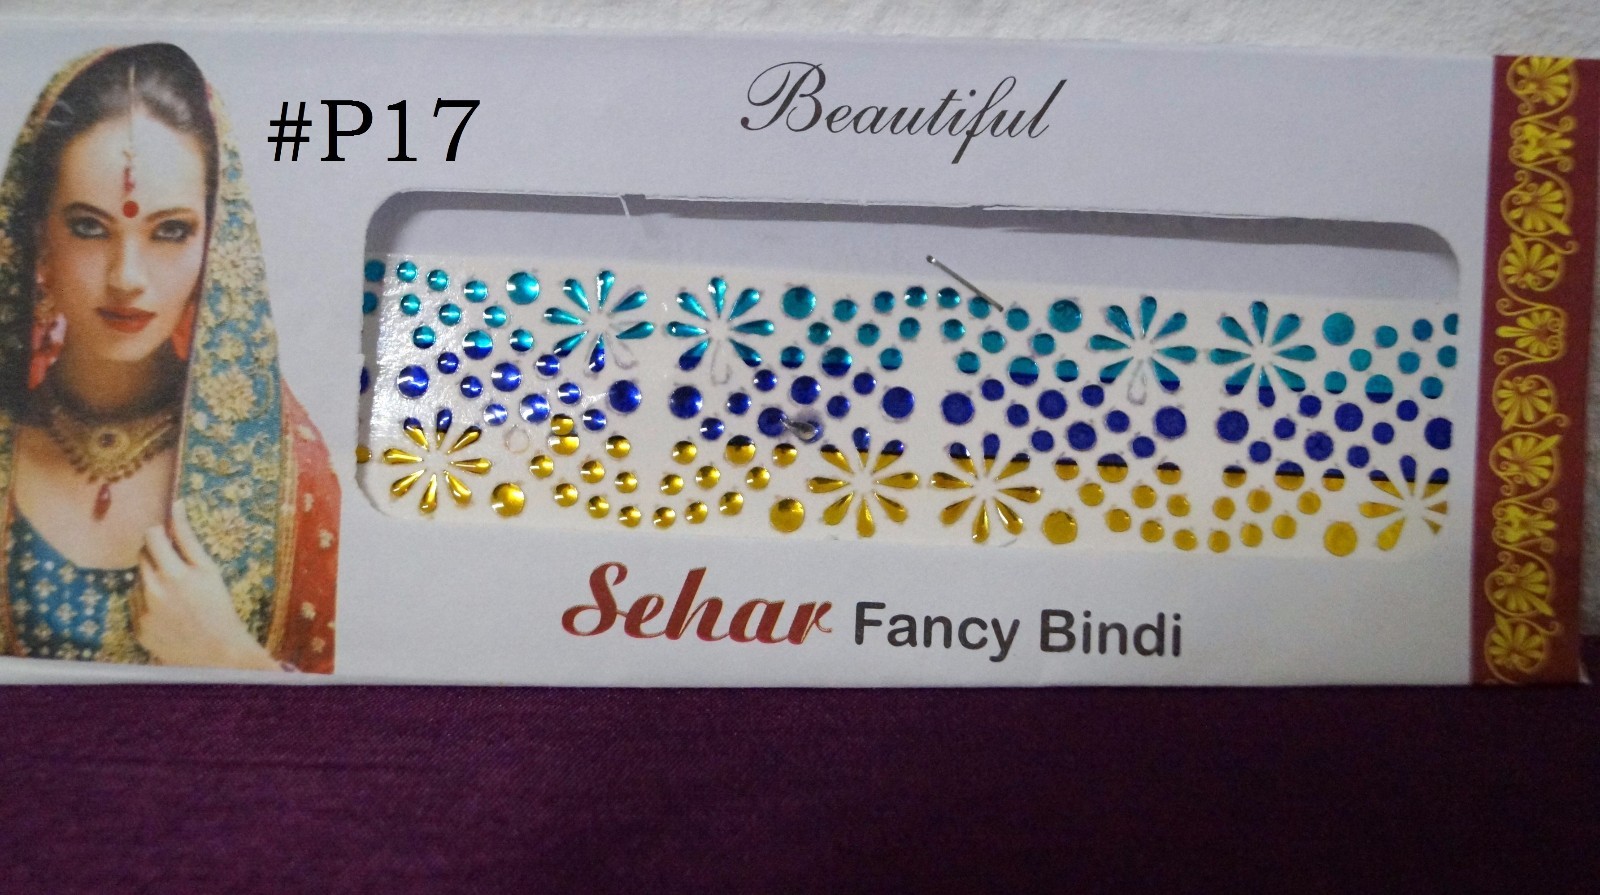 #P17
Beautiful
Sehar Fancy Bindi